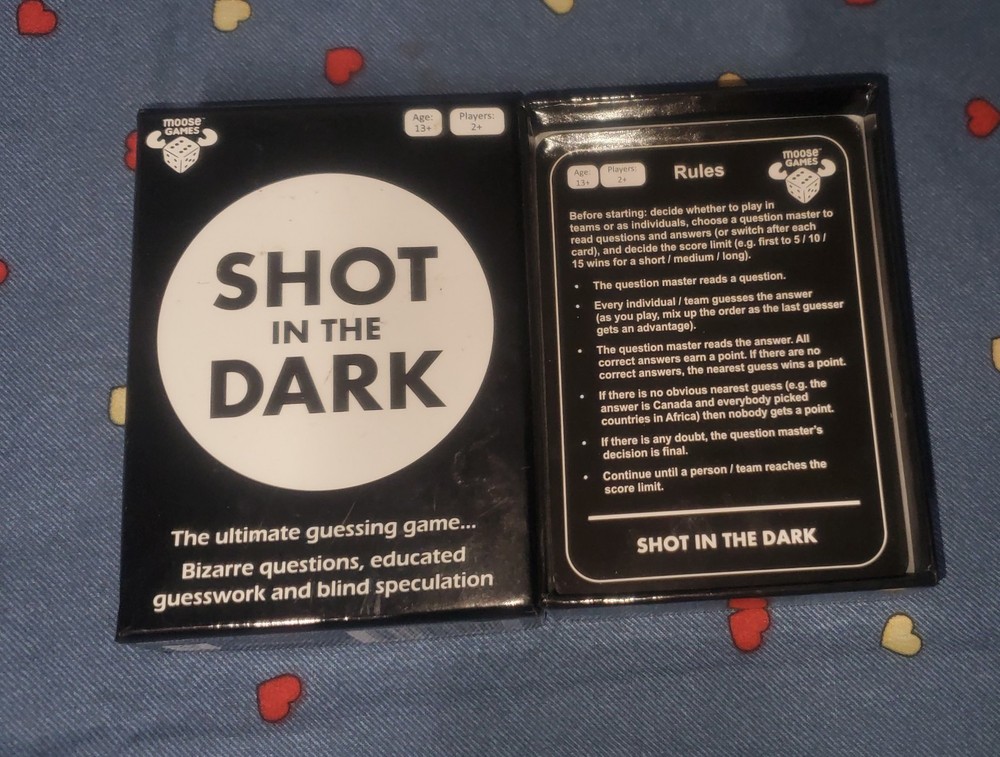 moose™
GAMES
Age:
13+
Players:
2+
SHOT
IN THE
DARK
The ultimate guessing game...
Bizarre questions, educated
guesswork and blind speculation
Age:
13+
Players:
2+
Rules
moose™
GAMES
Before starting: decide whether to play in
teams or as individuals, choose a question master to
read questions and answers (or switch after each
card), and decide the score limit (e.g. first to 5 / 10 /
15 wins for a short / medium / long).
• The question master reads a question.
• Every individual / team guesses the answer
(as you play, mix up the order as the last guesser
gets an advantage).
• The question master reads the answer. All
correct answers earn a point. If there are no
correct answers, the nearest guess wins a point.
• If there is no obvious nearest guess (e.g. the
answer is Canada and everybody picked
countries in Africa) then nobody gets a point.
• If there is any doubt, the question master's
decision is final.
• Continue until a person / team reaches the
score limit.
SHOT IN THE DARK